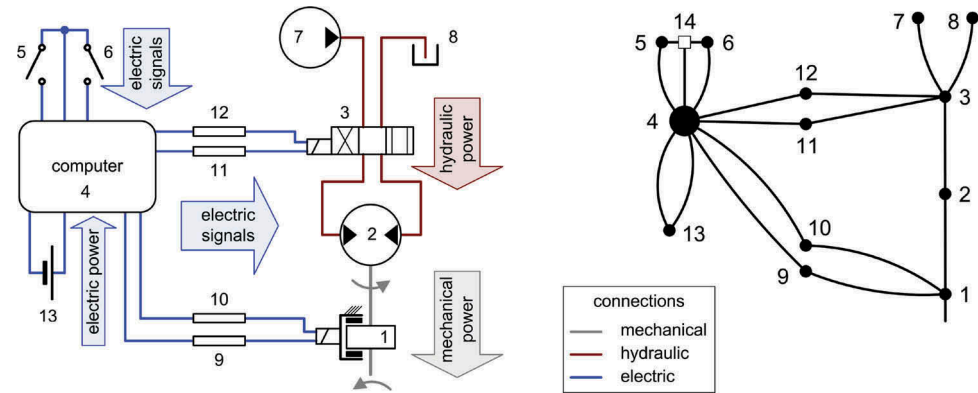 5
6
electric
signals
7
8
12
3
11
computer
4
hydraulic
power
electric
signals
2
electric power
13
10
9
1
mechanical
power
14
5
6
7
8
12
3
4
11
2
13
10
9
1
connections
mechanical
hydraulic
electric